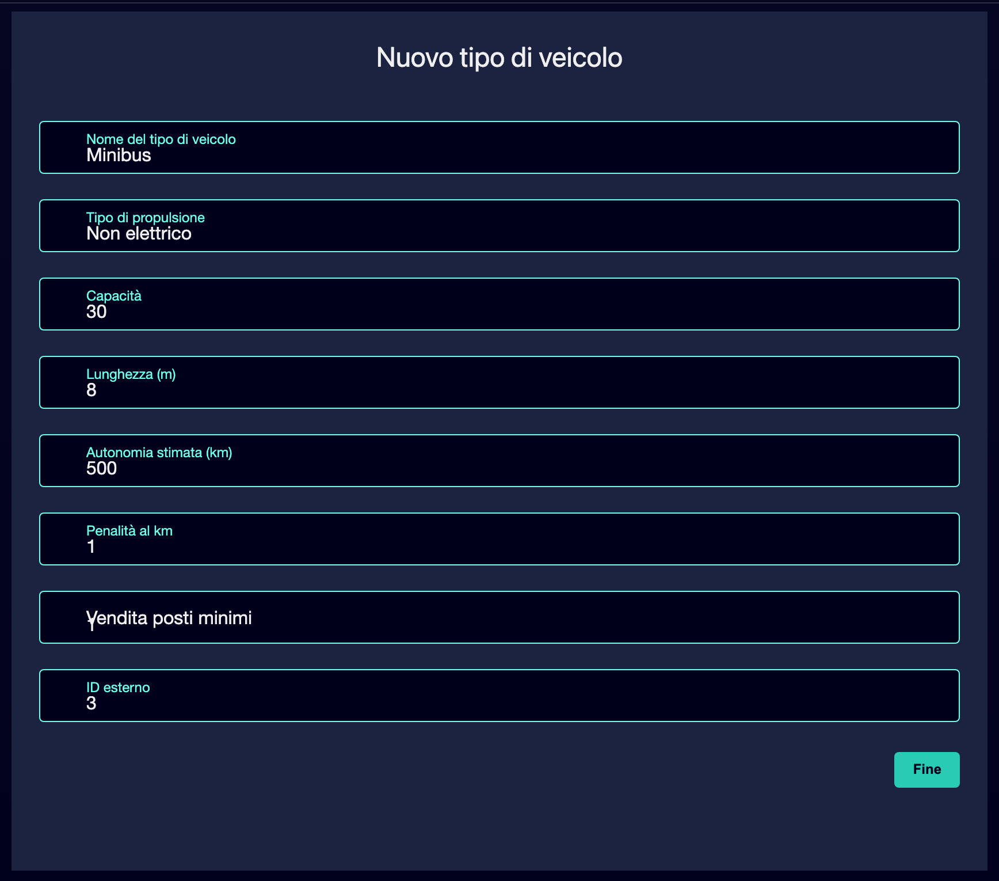 Nuovo tipo di veicolo
Nome del tipo di veicolo
Minibus
Tipo di propulsione
Non elettrico
Capacità
30
Lunghezza (m)
8
Autonomia stimata (km)
500
Penalità al km
1
Vendita posti minimi
1
ID esterno
3
Fine